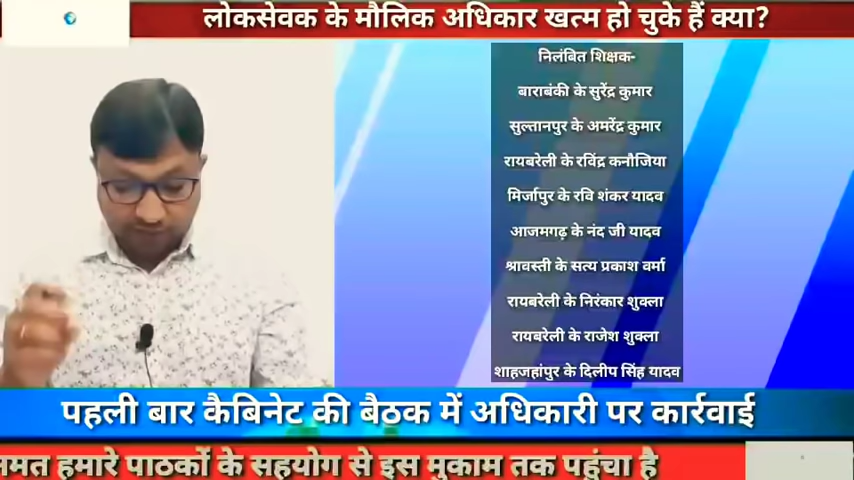 लोकसेवक के मौलिक अधिकार खत्म हो चुके हैं क्या?
निलंबित शिक्षक-
बाराबंकी के सुरेंद्र कुमार
सुल्तानपुर के अमरेंद्र कुमार
रायबरेली के रविंद्र कनौजिया
मिर्जापुर के रवि शंकर यादव
आजमगढ़ के नंद जी यादव
श्रावस्ती के सत्य प्रकाश वर्मा
रायबरेली के निरंकार शुक्ला
रायबरेली के राजेश शुक्ला
शाहजहांपुर के दिलीप सिंह यादव
पहली बार कैबिनेट की बैठक में अधिकारी पर कार्रवाई
हमारे पाठकों के सहयोग से इस मुकाम तक पहुंचा है